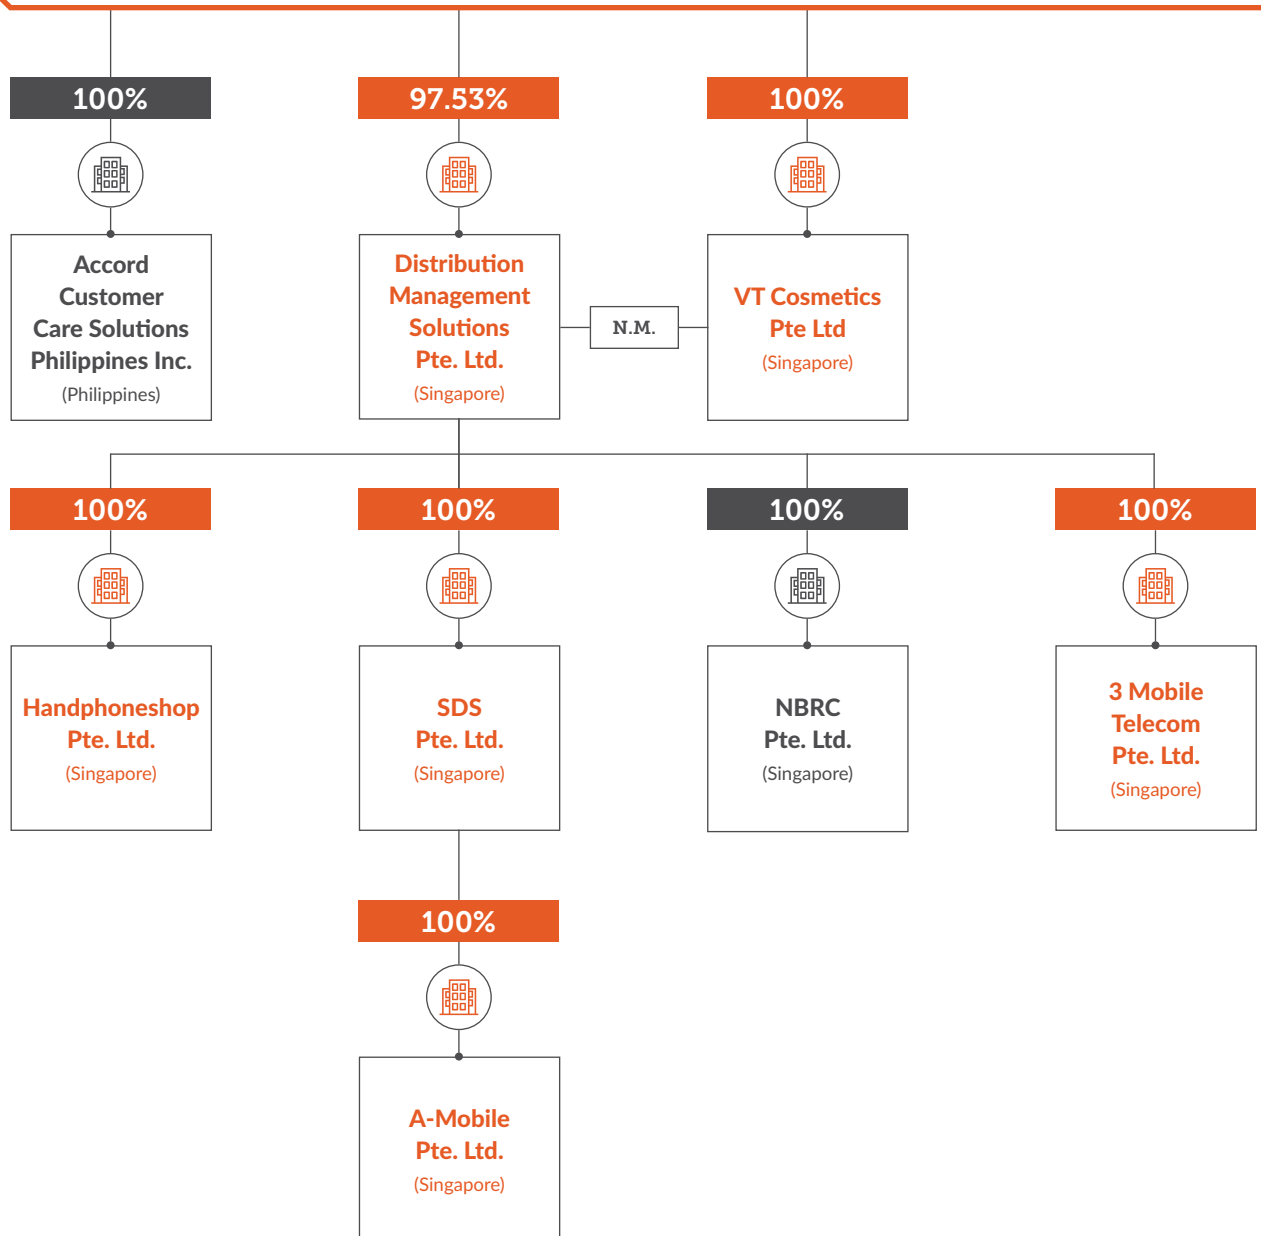 100%
97.53%
100%
Accord
Customer
Care Solutions
Philippines Inc.
(Philippines)
Distribution
Management
Solutions
Pte. Ltd.
(Singapore)
N.M.
VT Cosmetics
Pte Ltd
(Singapore)
100%
100%
100%
100%
Handphoneshop
Pte. Ltd.
(Singapore)
SDS
Pte. Ltd.
(Singapore)
NBRC
Pte. Ltd.
(Singapore)
3 Mobile
Telecom
Pte. Ltd.
(Singapore)
100%
A-Mobile
Pte. Ltd.
(Singapore)